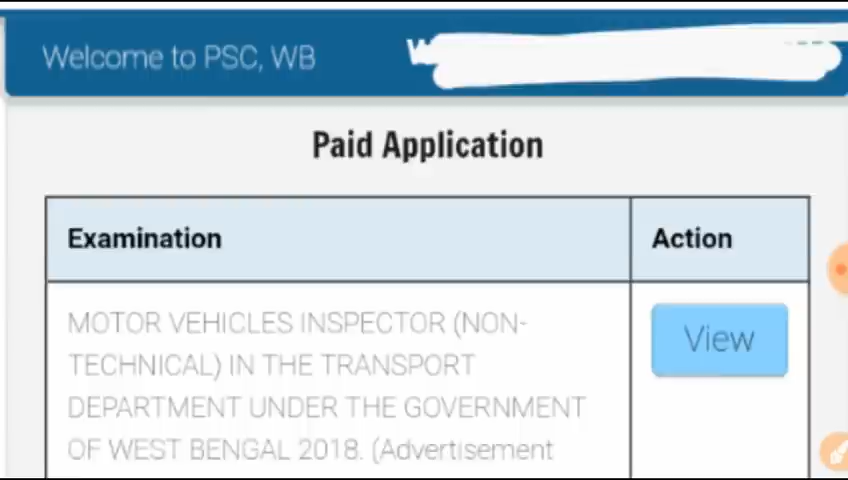 Welcome to PSC, WB
Paid Application
Examination
Action
MOTOR VEHICLES INSPECTOR (NON-
TECHNICAL) IN THE TRANSPORT
DEPARTMENT UNDER THE GOVERNMENT
OF WEST BENGAL 2018. (Advertisement
View